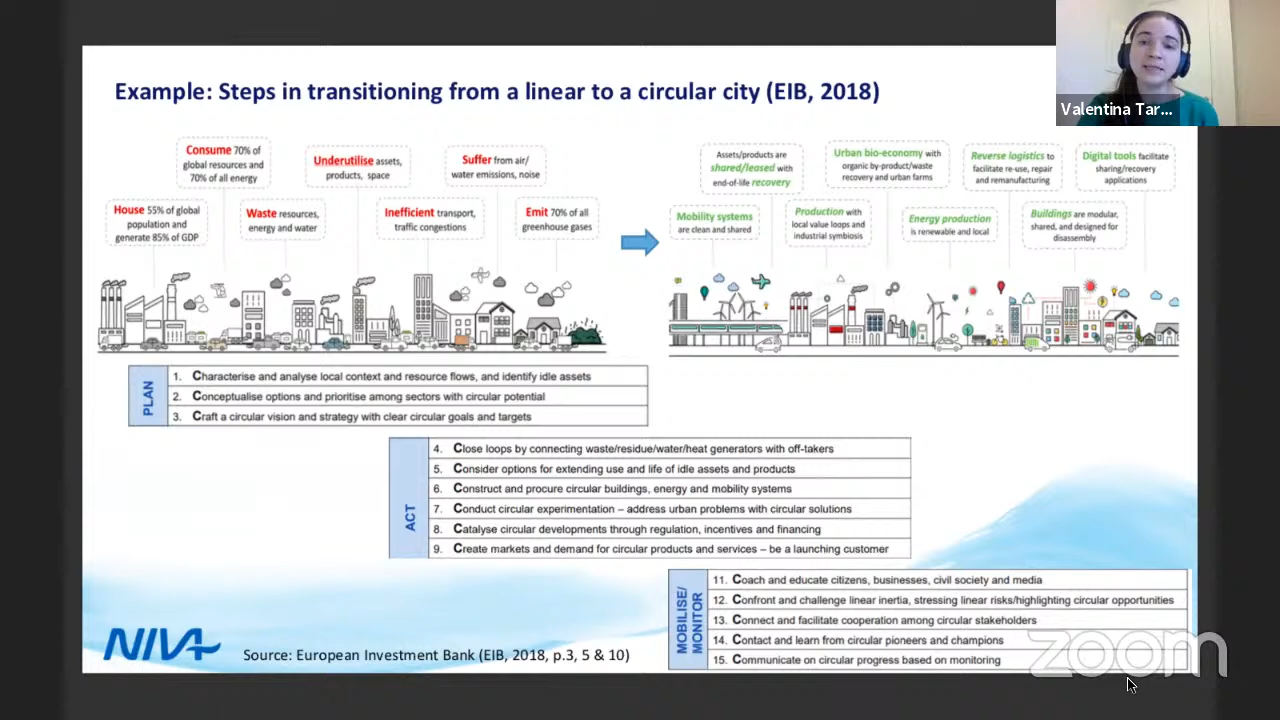 Example: Steps in transitioning from a linear to a circular city (EIB, 2018)
Valentina Tar...
Consume 70% of
global resources and
70% of all energy
Underutilise assets,
products, space
Suffer from air/
water emissions, noise
House 55% of global
population and
generate 85% of GDP
Waste resources,
energy and water
Inefficient transport,
traffic congestions
Emit 70% of all
greenhouse gases
Assets/products are
shared/leased with
end-of-life recovery
Urban bio-economy with
organic by-product/waste
recovery and urban farms
Reverse logistics to
facilitate re-use, repair
and remanufacturing
Digital tools facilitate
sharing/recovery
applications
Mobility systems
are clean and shared
Production with
local value loops and
industrial symbiosis
Energy production
is renewable and local
Buildings are modular,
shared, and designed for
disassembly
PLAN
1. Characterise and analyse local context and resource flows, and identify idle assets
2. Conceptualise options and prioritise among sectors with circular potential
3. Craft a circular vision and strategy with clear circular goals and targets
ACT
4. Close loops by connecting waste/residue/water/heat generators with off-takers
5. Consider options for extending use and life of idle assets and products
6. Construct and procure circular buildings, energy and mobility systems
7. Conduct circular experimentation – address urban problems with circular solutions
8. Catalyse circular developments through regulation, incentives and financing
9. Create markets and demand for circular products and services – be a launching customer
MOBILISE/
MONITOR
11. Coach and educate citizens, businesses, civil society and media
12. Confront and challenge linear inertia, stressing linear risks/highlighting circular opportunities
13. Connect and facilitate cooperation among circular stakeholders
14. Contact and learn from circular pioneers and champions
15. Communicate on circular progress based on monitoring
NIVA
Source: European Investment Bank (EIB, 2018, p.3, 5 & 10)
zoom